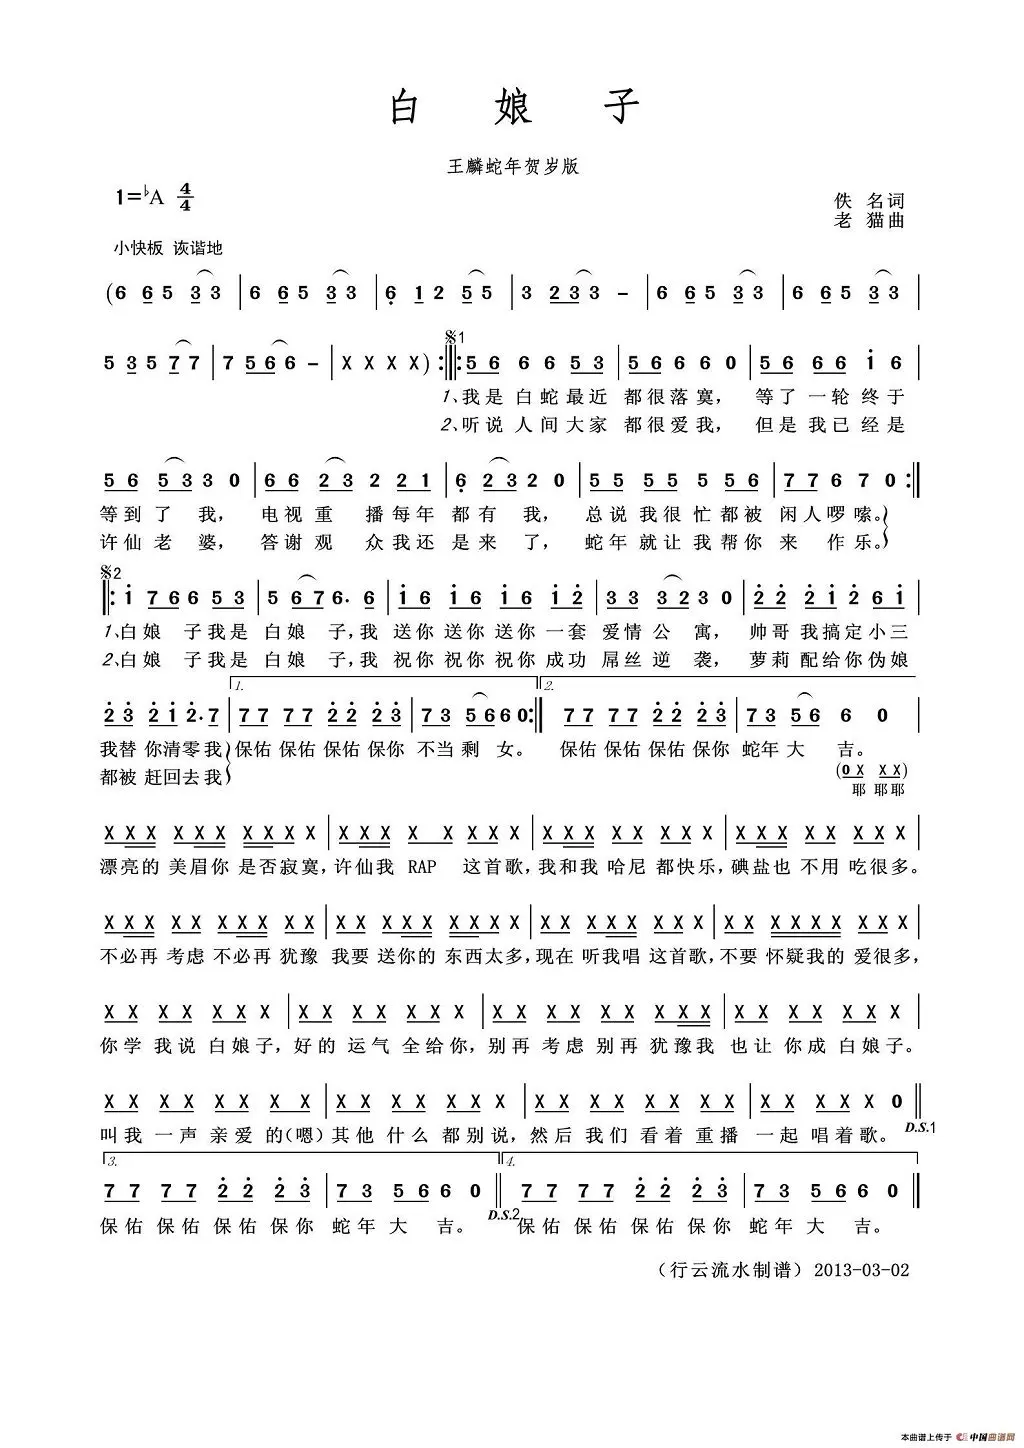 白 娘 子
王麟蛇年贺岁版
1=♭A 4/4
佚 名词
老 猫曲
小快板 诙谐地
(6 6 5 3 3 | 6 6 5 3 3 | 6 1 2 5 5 | 3 2 3 3 – | 6 6 5 3 3 | 6 6 5 3 3 |
𝄋1
5 3 5 7 7 | 7 5 6 6 – | X X X X ) :‖: 5 6 6 6 5 3 | 5 6 6 6 0 | 5 6 6 6 1 6 |
1、我是 白蛇最近 都很落寞， 等了 一轮 终于
2、听说 人间大家 都很爱我， 但是 我已 经是
5 6 5 3 3 0 | 6 6 2 3 2 2 1 | 6 2 3 2 0 | 5 5 5 5 5 5 6 | 7 7 6 7 0 :‖
等到 了 我， 电视 重 播每年 都有 我， 总说 我很 忙都被 闲人啰嗦。
许仙 老 婆， 答谢 观 众我还 是来 了， 蛇年 就让 我帮你 来 作乐。
𝄋2
‖: 1 7 6 6 5 3 | 5 6 7 6. 6 | 1 6 1 6 1 6 1 2 | 3 3 3 2 3 0 | 2 2 2 1 2 6 1 |
1、白娘 子我是 白娘 子，我 送你 送你 送你 一套 爱情 公 寓， 帅哥 我搞定 小三
2、白娘 子我是 白娘 子，我 祝你 祝你 祝你 成功 屌丝 逆 袭， 萝莉 配给你 伪娘
1. 2.
2 3 2 1 2. 7 | 7 7 7 7 2 2 2 3 | 7 3 5 6 6 0 :‖ 7 7 7 7 2 2 2 3 | 7 3 5 6 6 0
我替 你清零我 保佑 保佑 保佑 保你 不当 剩 女。 保佑 保佑 保佑 保你 蛇年 大 吉。
都被 赶回去我
(0 X X X)
耶 耶耶
X X X X X X X X X X | X X X X X X X X | X X X X X X X X | X X X X X X X X X
漂亮的 美眉你 是否寂寞，许仙我 RAP 这首歌，我和我 哈尼 都快乐，碘盐也 不用 吃很多。
X X X X X X X X X X | X X X X X X X X X | X X X X X X X X | X X X X X X X X X
不必再 考虑 不必再 犹豫 我要 送你的 东西太多，现在 听我唱 这首歌，不要 怀疑我的 爱很多，
X X X X X X X | X X X X X X X | X X X X X X X X X | X X X X X X X
你学 我说 白娘子，好的 运气 全给你，别再 考虑 别再 犹豫我 也让 你成 白娘子。
X X X X X X X X | X X X X X X X | X X X X X X X X | X X X X X 0 ‖
叫我 一声 亲爱 的(嗯)其他 什么 都别说，然后 我们 看着 重播 一起 唱着歌。
D.S.1
3. 4.
7 7 7 7 2 2 2 3 | 7 3 5 6 6 0 ‖ 7 7 7 7 2 2 2 3 | 7 3 5 6 6 0 ‖
保佑 保佑 保佑 保你 蛇年 大 吉。 D.S.2 保佑 保佑 保佑 保你 蛇年 大 吉。
（行云流水制谱）2013-03-02
本曲谱上传于 中国曲谱网